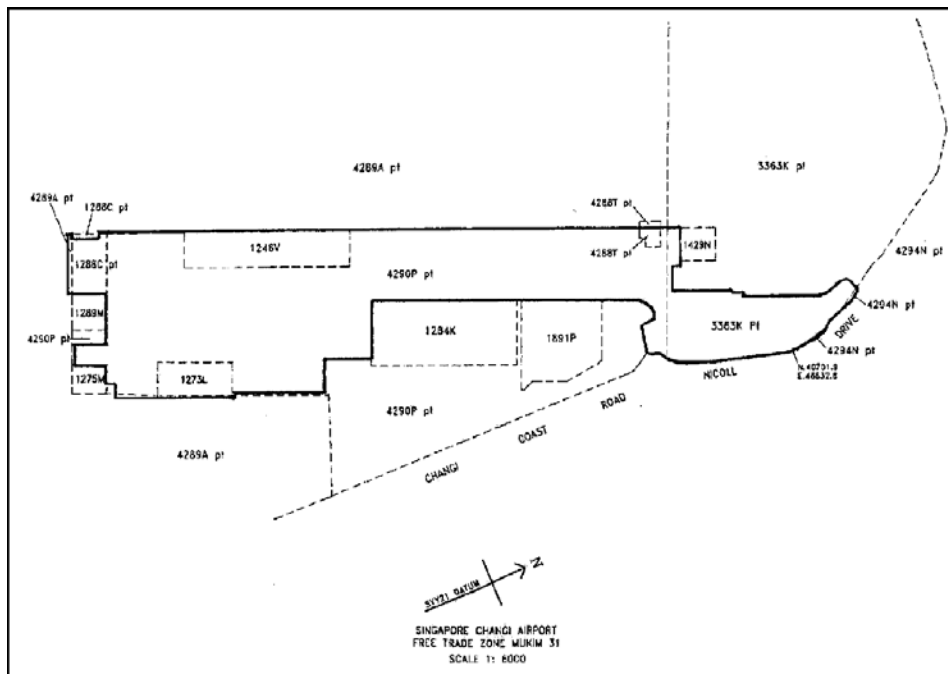 4289A pt
3363K pt
4289A pt
1288C pt
4288T pt
1246V
4288T pt
1429N
4294N pt
1288C pt
4290P pt
4294N pt
1289M
1284K
1891P
3363K Pt
DRIVE
4290P pt
4294N pt
NICOLL
1275M
1273L
4290P pt
ROAD
COAST
CHANGI
4289A pt
N
SVY21 DATUM
SINGAPORE CHANGI AIRPORT
FREE TRADE ZONE MUKIM 31
SCALE 1: 8000